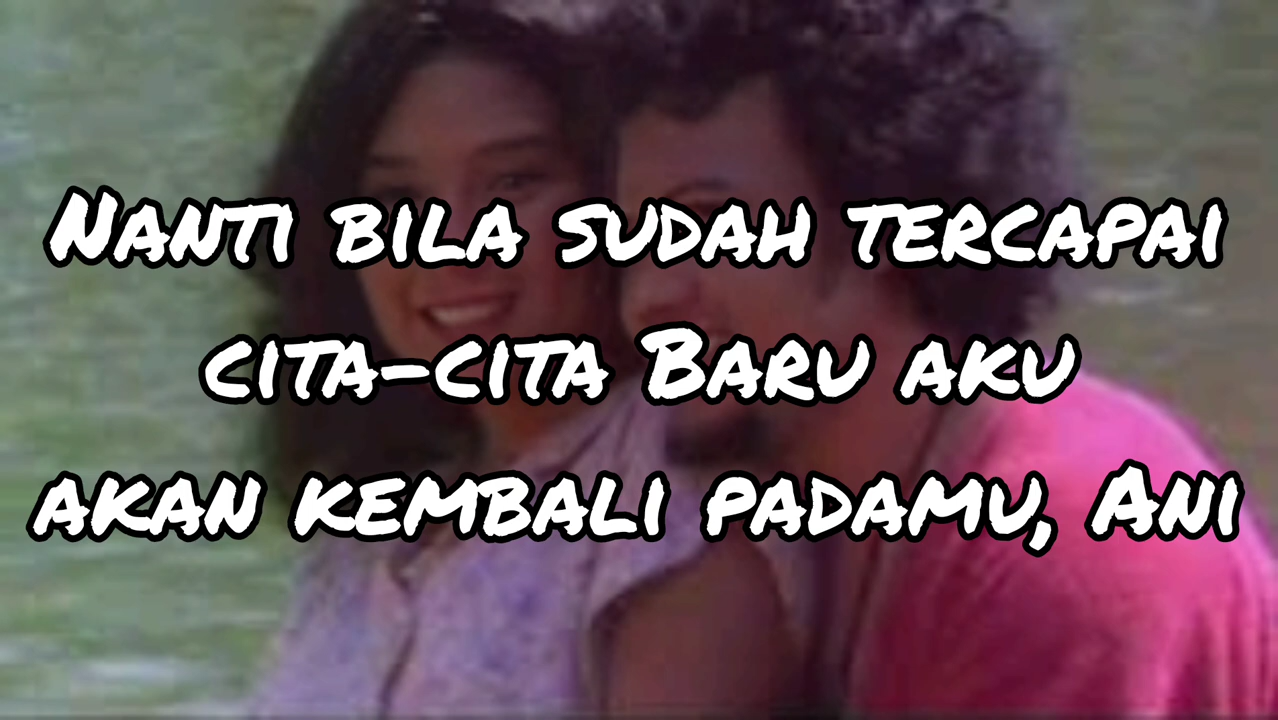 Nanti bila sudah tercapai
cita-cita Baru aku
akan kembali padamu, Ani